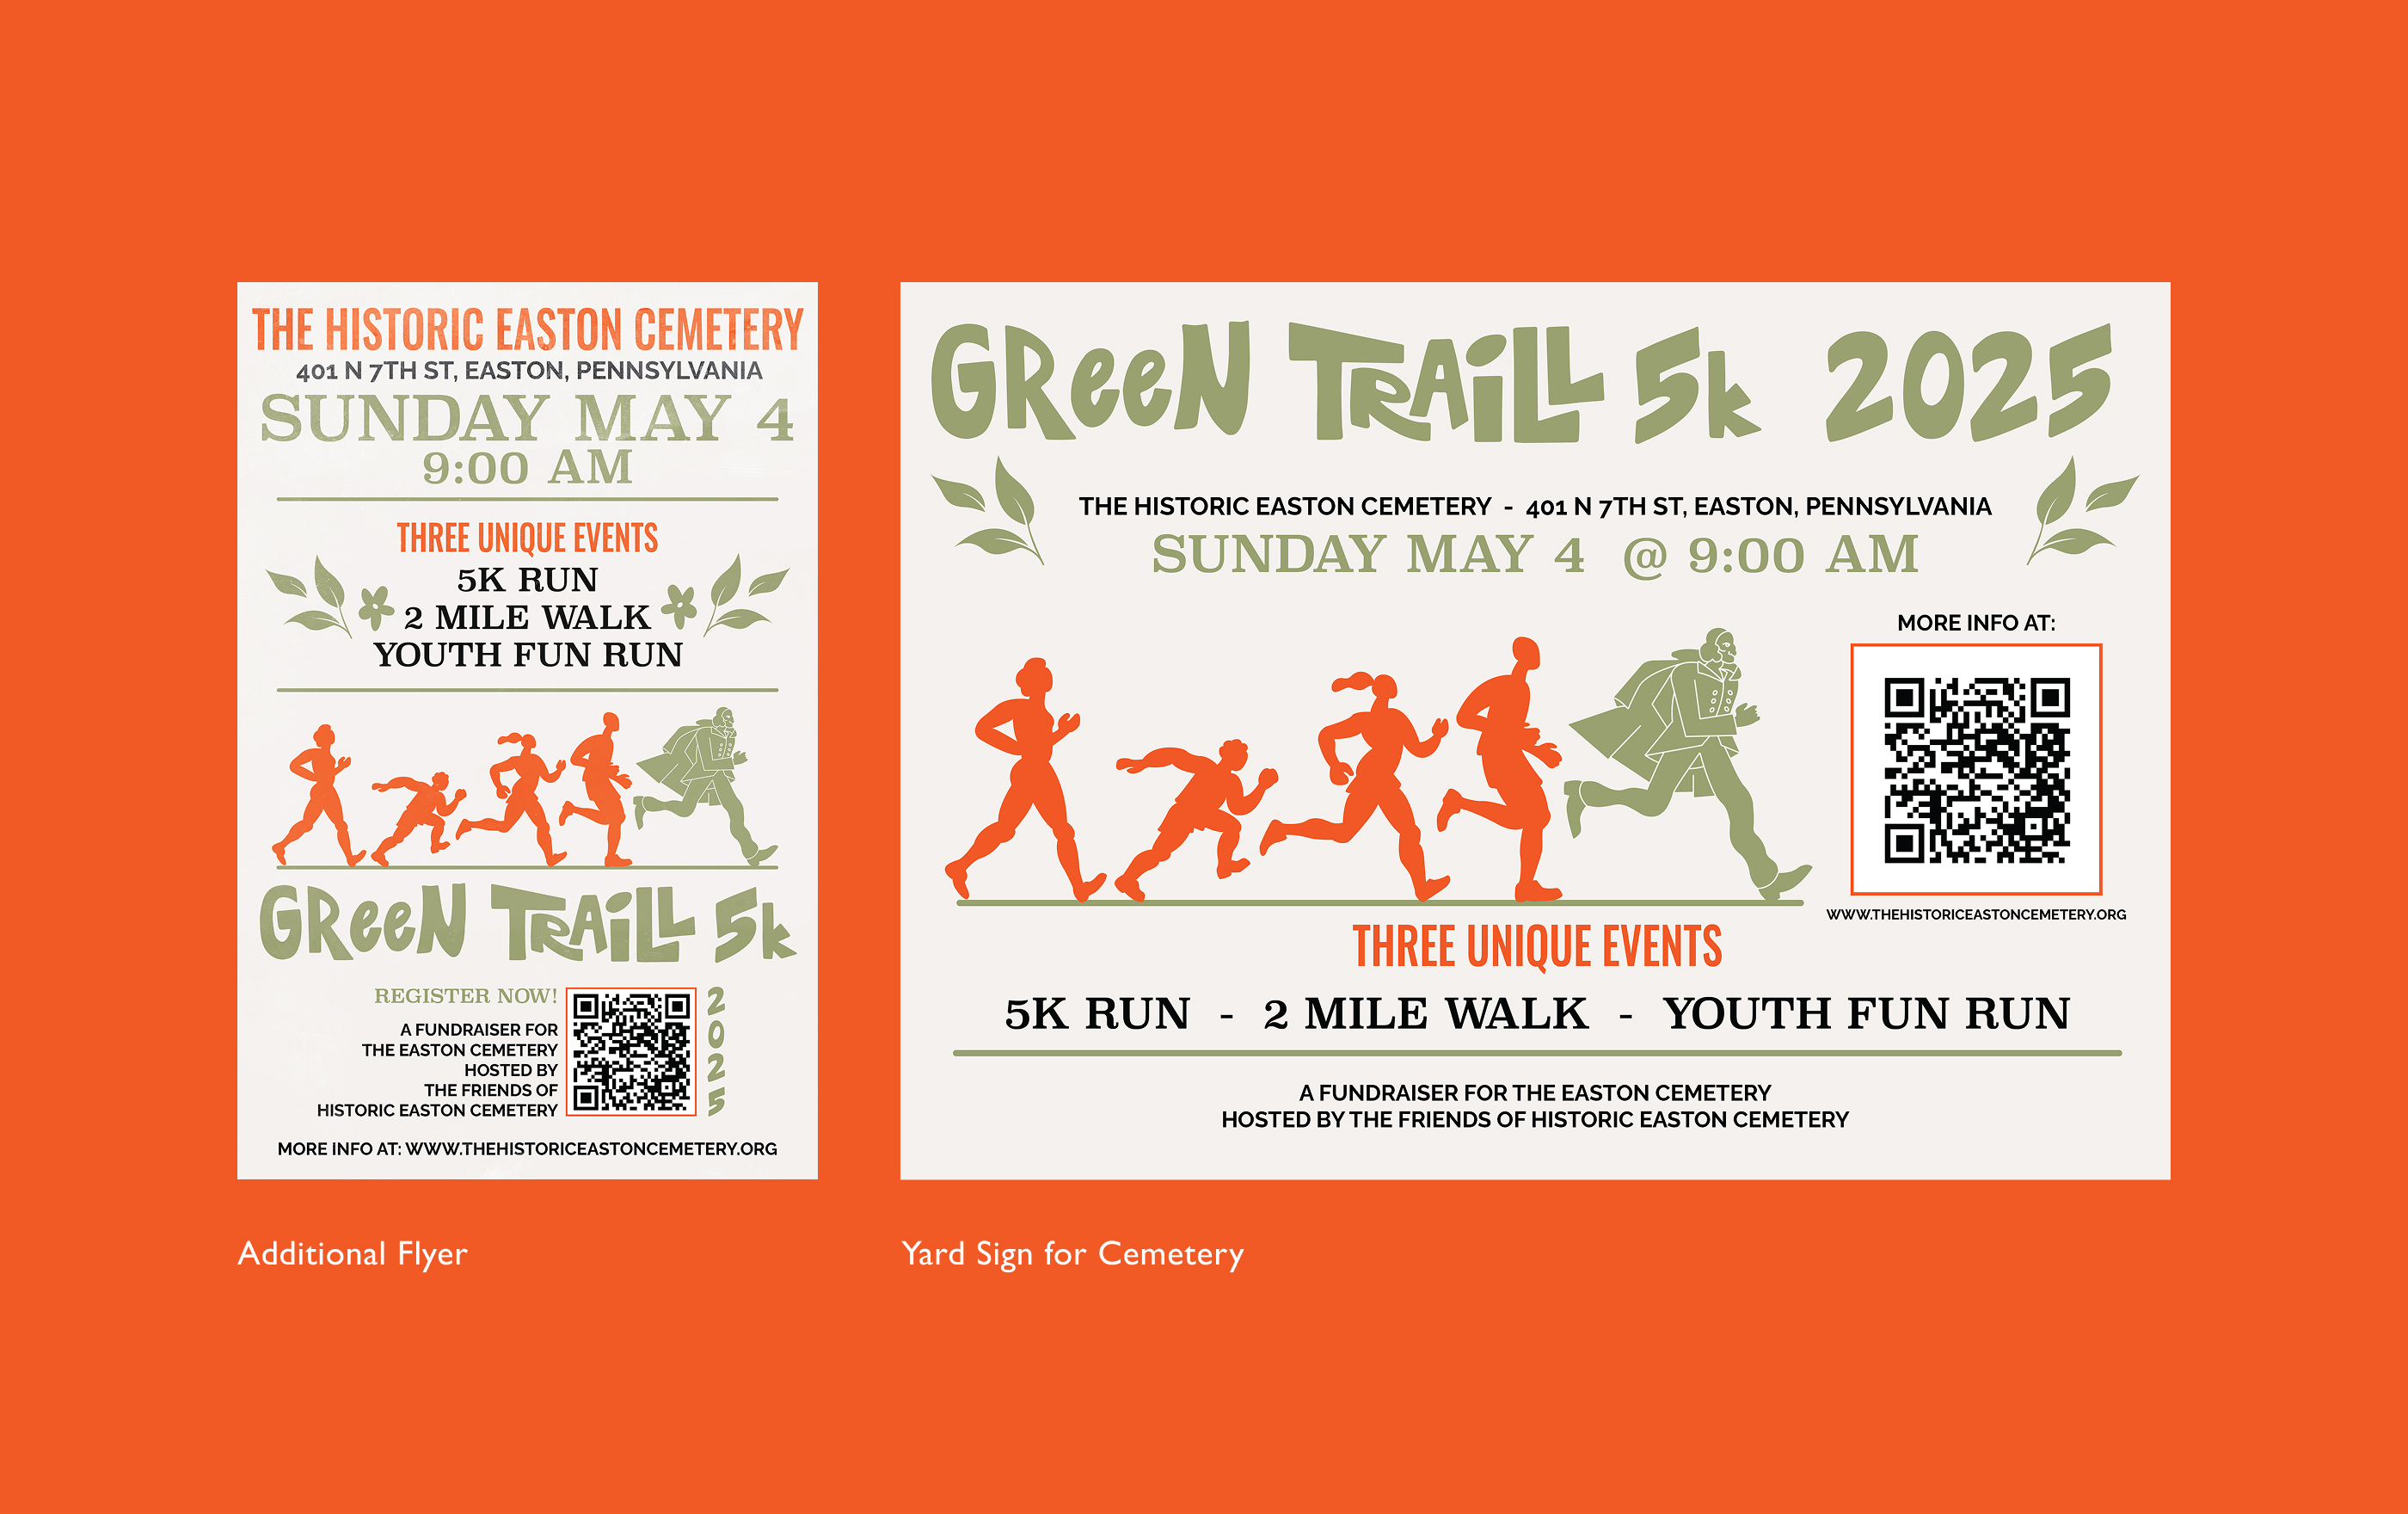 THE HISTORIC EASTON CEMETERY
401 N 7TH ST, EASTON, PENNSYLVANIA
SUNDAY MAY 4
9:00 AM
THREE UNIQUE EVENTS
5K RUN
2 MILE WALK
YOUTH FUN RUN
GReeN TRAiLL 5k
REGISTER NOW!
A FUNDRAISER FOR
THE EASTON CEMETERY
HOSTED BY
THE FRIENDS OF
HISTORIC EASTON CEMETERY
2025
MORE INFO AT: WWW.THEHISTORICEASTONCEMETERY.ORG
Additional Flyer
GReeN TRAiLL 5k 2025
THE HISTORIC EASTON CEMETERY - 401 N 7TH ST, EASTON, PENNSYLVANIA
SUNDAY MAY 4 @ 9:00 AM
MORE INFO AT:
WWW.THEHISTORICEASTONCEMETERY.ORG
THREE UNIQUE EVENTS
5K RUN - 2 MILE WALK - YOUTH FUN RUN
A FUNDRAISER FOR THE EASTON CEMETERY
HOSTED BY THE FRIENDS OF HISTORIC EASTON CEMETERY
Yard Sign for Cemetery